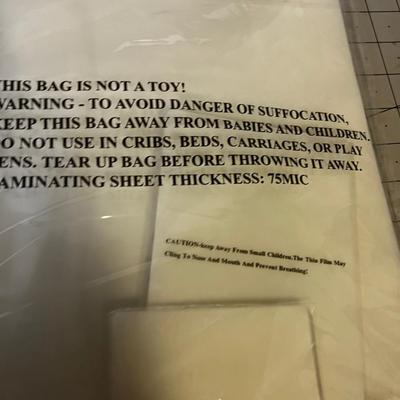 THIS BAG IS NOT A TOY!
WARNING - TO AVOID DANGER OF SUFFOCATION,
KEEP THIS BAG AWAY FROM BABIES AND CHILDREN.
DO NOT USE IN CRIBS, BEDS, CARRIAGES, OR PLAY
PENS. TEAR UP BAG BEFORE THROWING IT AWAY.
LAMINATING SHEET THICKNESS: 75MIC
CAUTION-keep Away From Small Children.The Thin Film May
Cling To Nose And Mouth And Prevent Breathing!